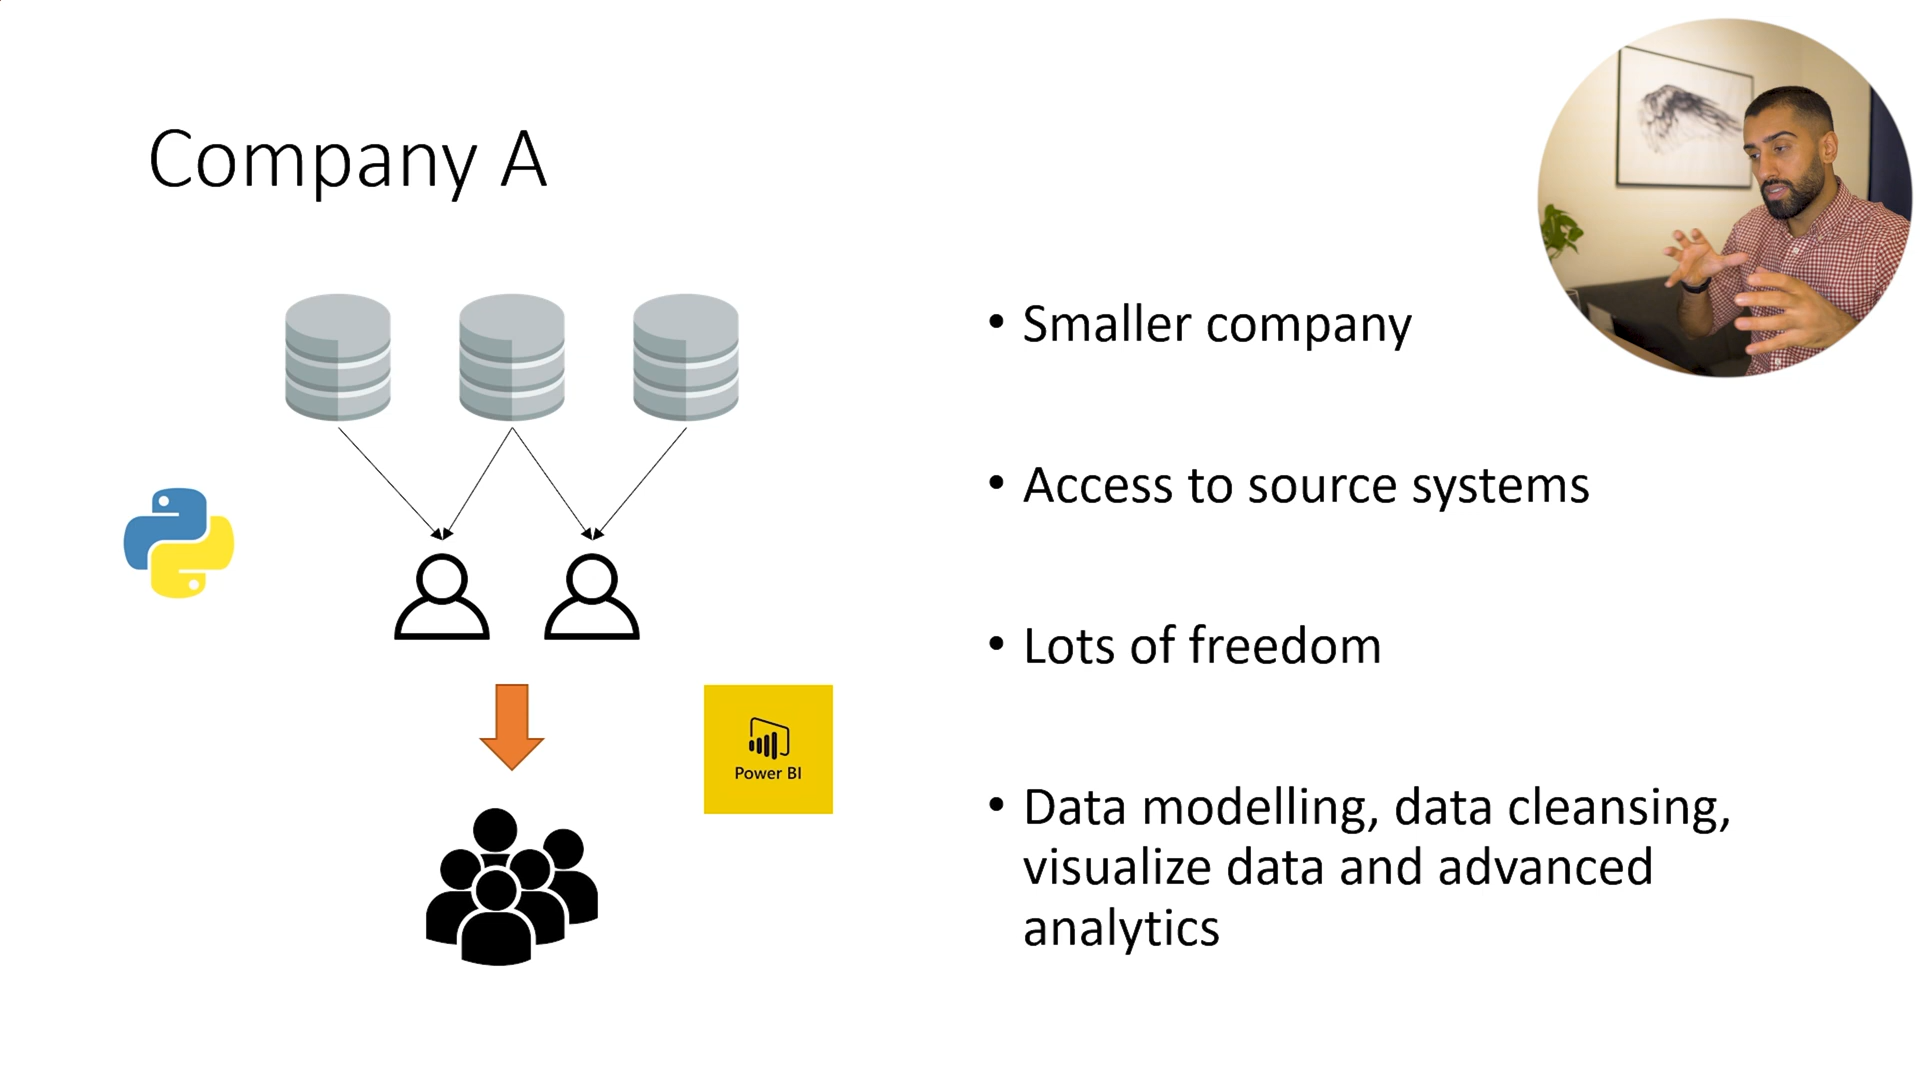 Company A
• Smaller company
• Access to source systems
• Lots of freedom
Power BI
• Data modelling, data cleansing,
visualize data and advanced
analytics